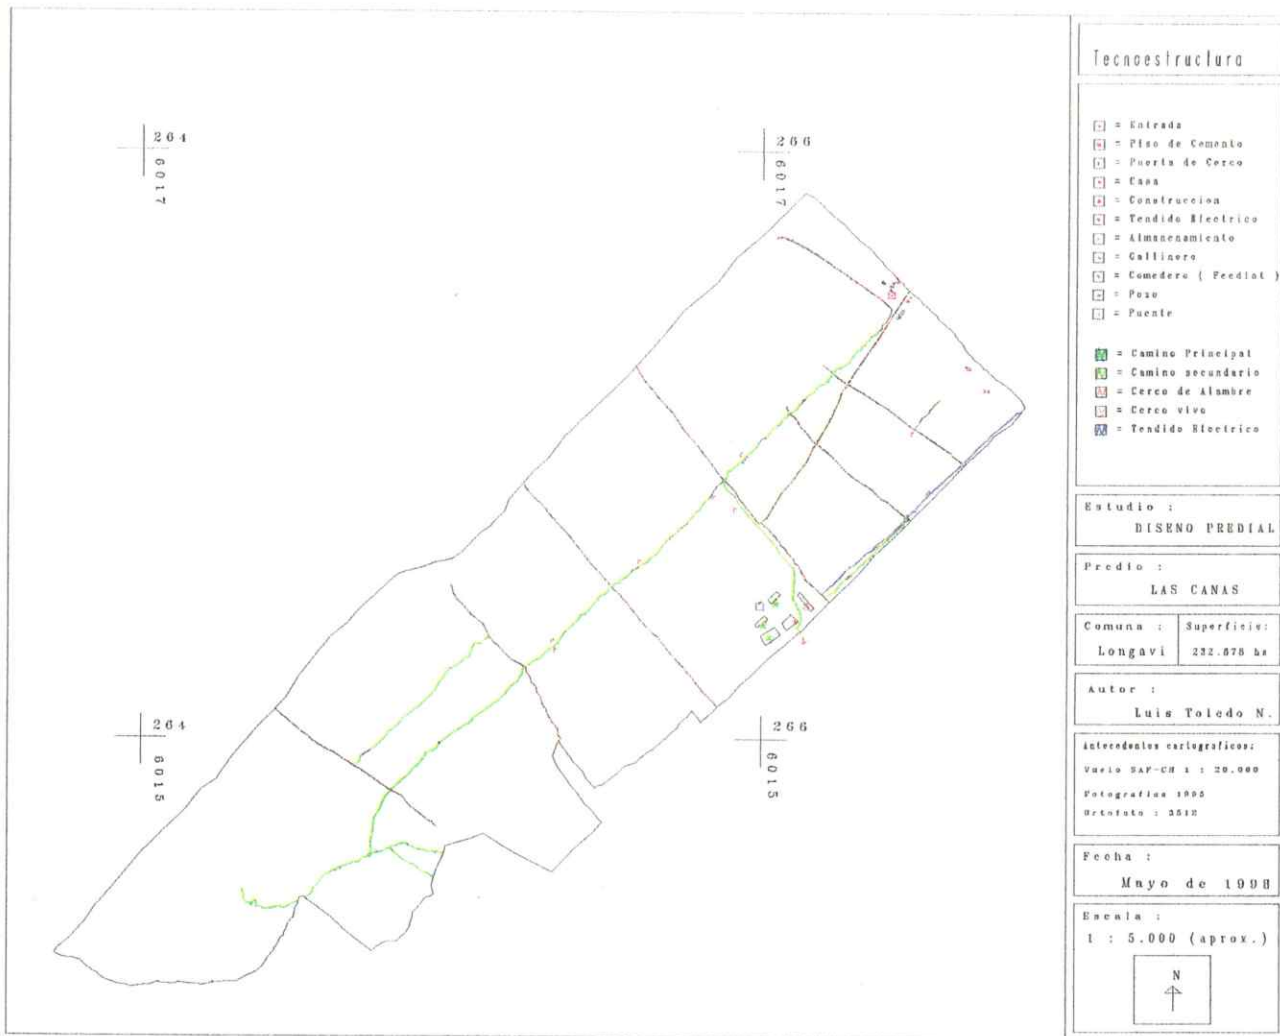 264
6017
266
6017
264
6015
266
6015
Tecnoestructura
= Entrada
= Piso de Cemento
= Puerta de Cerco
= Casa
= Construccion
= Tendido Electrico
= Almacenamiento
= Gallinero
= Comedero ( Feedlot )
= Pozo
= Puente
= Camino Principal
= Camino secundario
= Cerco de Alambre
= Cerco vivo
= Tendido Electrico
Estudio :
DISENO PREDIAL
Predio :
LAS CANAS
Comuna :
Longavi
Superficie:
232.678 ha
Autor :
Luis Toledo N.
Antecedentes cartograficos:
Vuelo SAF-CH 1 : 20.000
Fotografias
Ortofoto :
Fecha :
Mayo de 1998
Escala :
1 : 5.000 (aprox.)
N